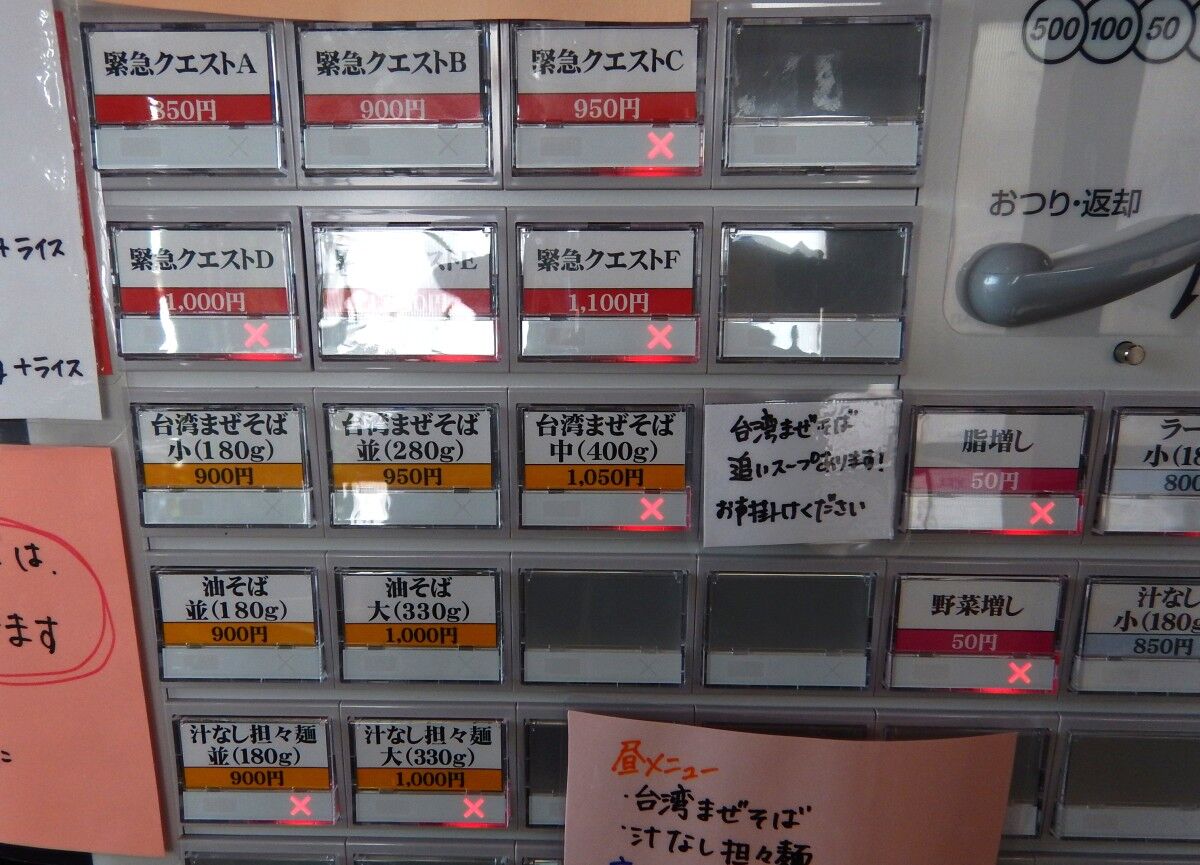 緊急クエストA
850円
緊急クエストB
900円
緊急クエストC
950円
500 100 50
おつり・返却
+ライス
緊急クエストD
1,000円
ストE
緊急クエストF
1,100円
+ライス
台湾まぜそば
小(180g)
900円
台湾まぜそば
並(280g)
950円
台湾まぜそば
中(400g)
1,050円
台湾まぜそば
追いスープあります!
お声掛けください
脂増し
50円
ラー
小(18
800
は、
ます
油そば
並(180g)
900円
油そば
大(330g)
1,000円
野菜増し
50円
汁なし
小(180g
850円
汁なし担々麺
並(180g)
900円
汁なし担々麺
大(330g)
1,000円
昼メニュー
・台湾まぜそば
・汁なし担々麺